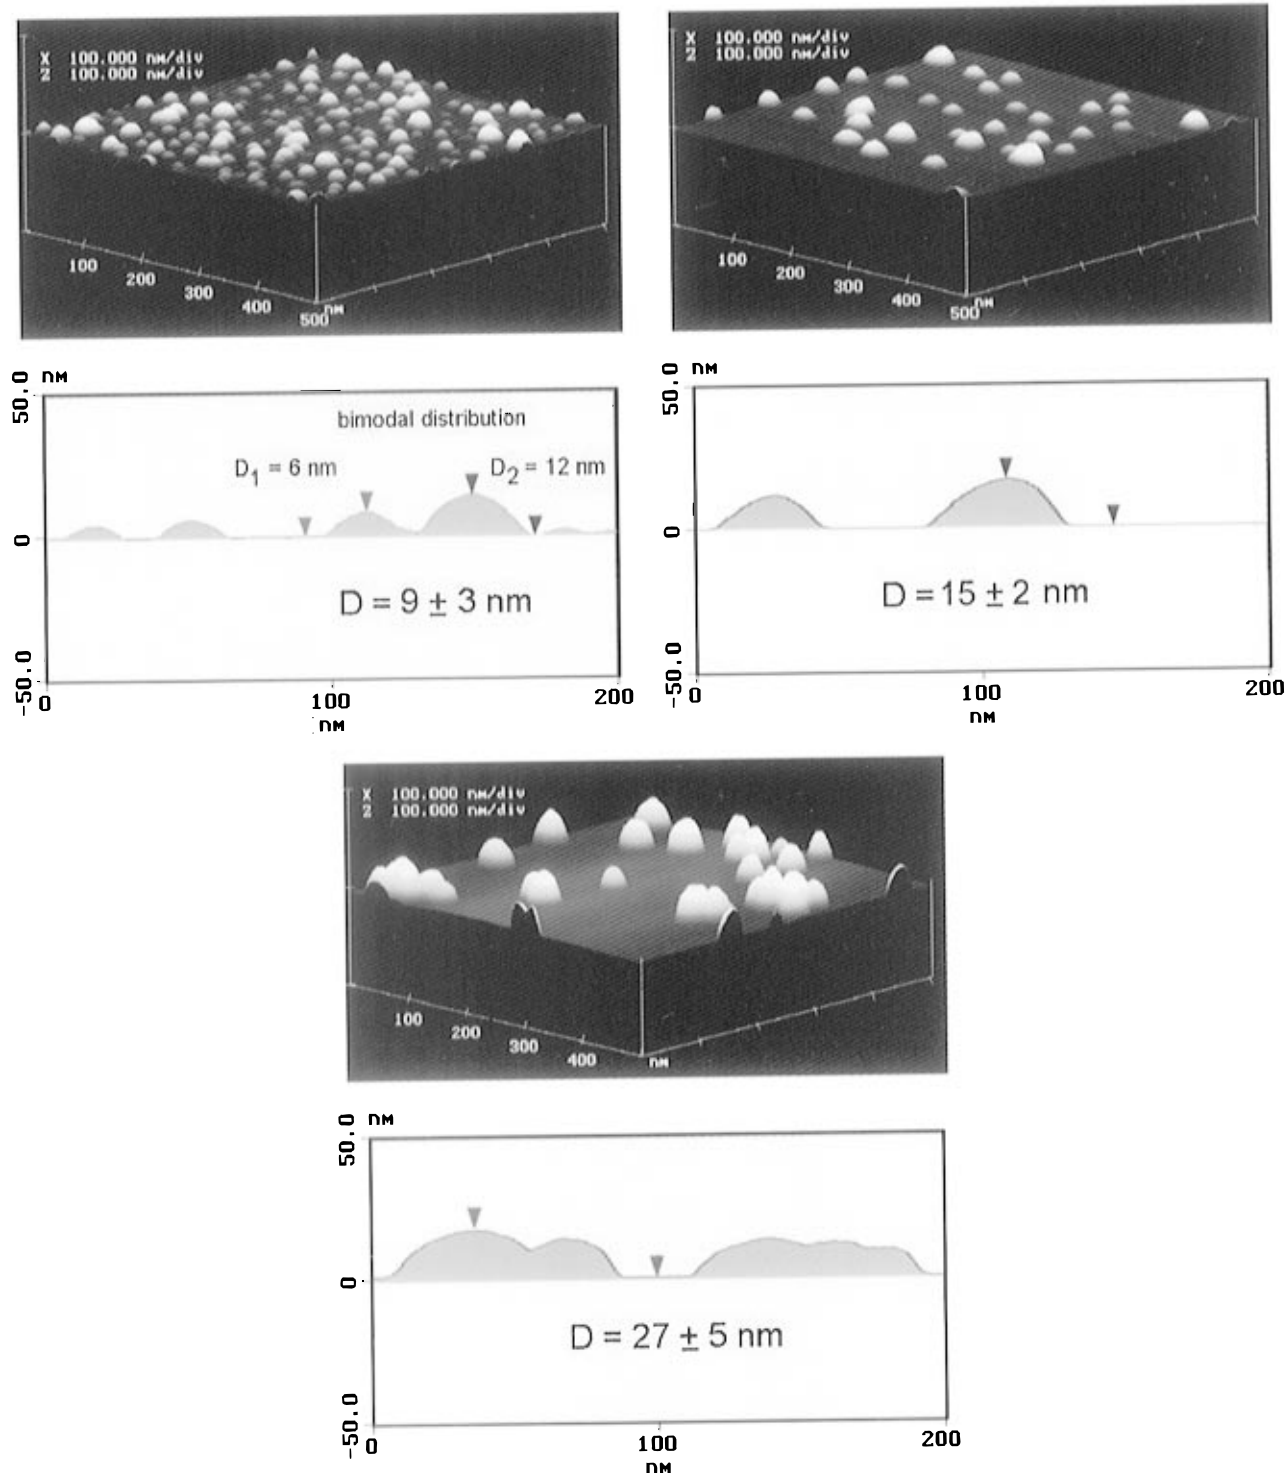 X 100.000 nm/div
Z 100.000 nm/div
100
200
300
400
500
nm
X 100.000 nm/div
Z 100.000 nm/div
100
200
300
400
500
nm
50.0 nm
bimodal distribution
D1 = 6 nm
D2 = 12 nm
0
D = 9 ± 3 nm
-50.0
0
100
200
nm
50.0 nm
0
D = 15 ± 2 nm
-50.0
0
100
200
nm
X 100.000 nm/div
Z 100.000 nm/div
100
200
300
400
nm
50.0 nm
0
D = 27 ± 5 nm
-50.0
0
100
200
nm